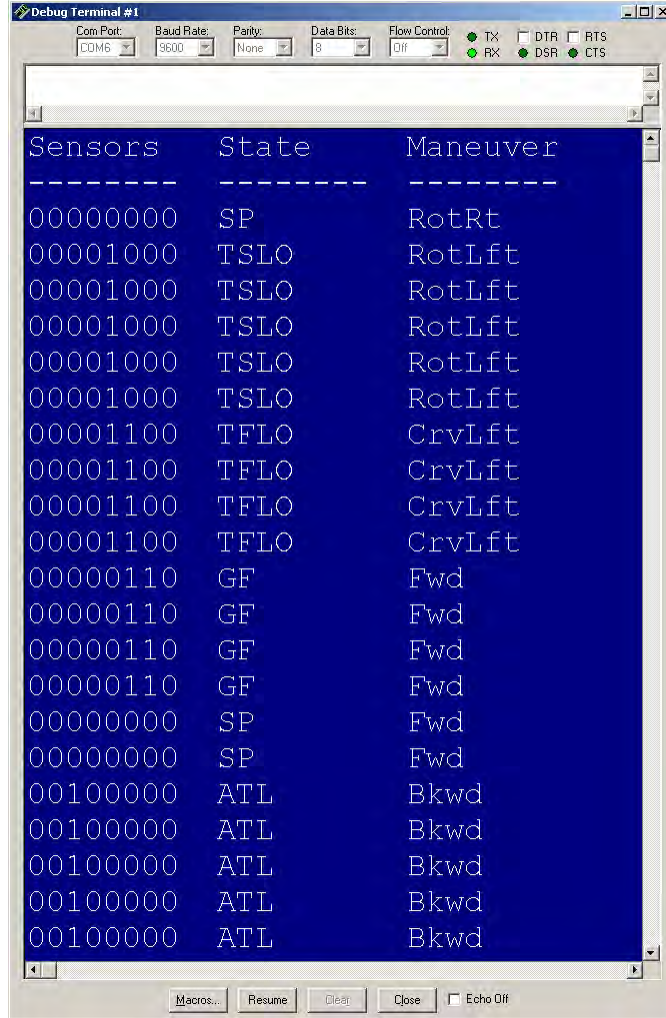 Debug Terminal #1
Com Port: Baud Rate: Parity: Data Bits: Flow Control: TX DTR RTS
COM6 9600 None 8 Off RX DSR CTS
Sensors State Maneuver
-------- -------- --------
00000000 SP RotRt
00001000 TSLO RotLft
00001000 TSLO RotLft
00001000 TSLO RotLft
00001000 TSLO RotLft
00001000 TSLO RotLft
00001100 TFLO CrvLft
00001100 TFLO CrvLft
00001100 TFLO CrvLft
00001100 TFLO CrvLft
00000110 GF Fwd
00000110 GF Fwd
00000110 GF Fwd
00000110 GF Fwd
00000000 SP Fwd
00000000 SP Fwd
00100000 ATL Bkwd
00100000 ATL Bkwd
00100000 ATL Bkwd
00100000 ATL Bkwd
00100000 ATL Bkwd
Macros... Resume Clear Close Echo Off